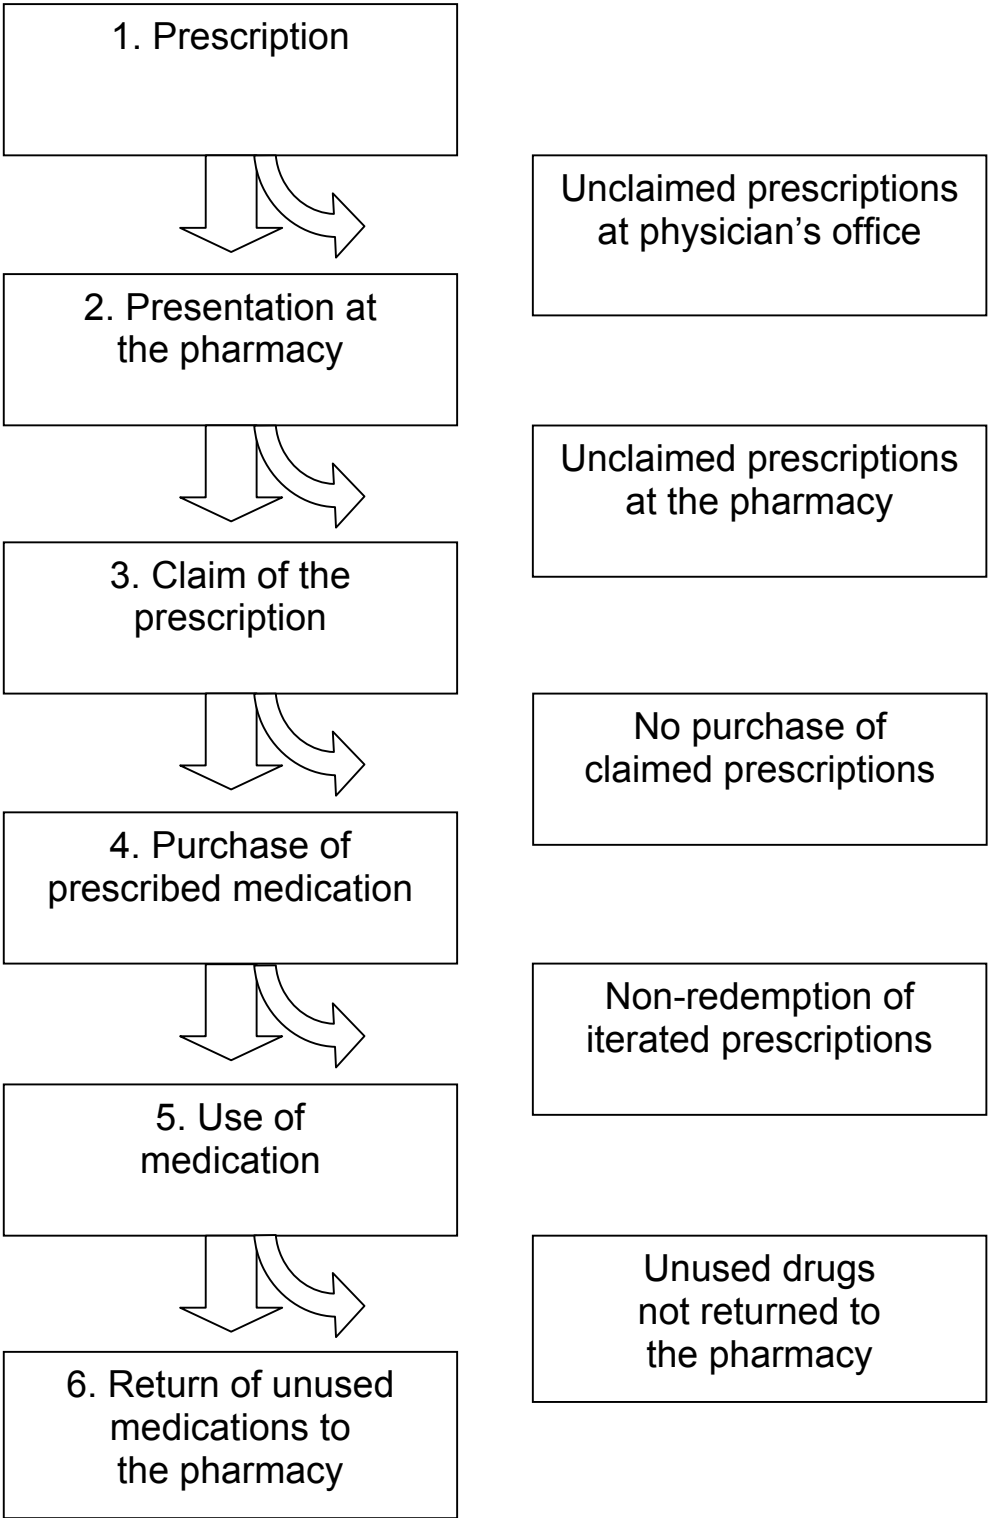 1. Prescription
Unclaimed prescriptions
at physician’s office
2. Presentation at
the pharmacy
Unclaimed prescriptions
at the pharmacy
3. Claim of the
prescription
No purchase of
claimed prescriptions
4. Purchase of
prescribed medication
Non-redemption of
iterated prescriptions
5. Use of
medication
Unused drugs
not returned to
the pharmacy
6. Return of unused
medications to
the pharmacy